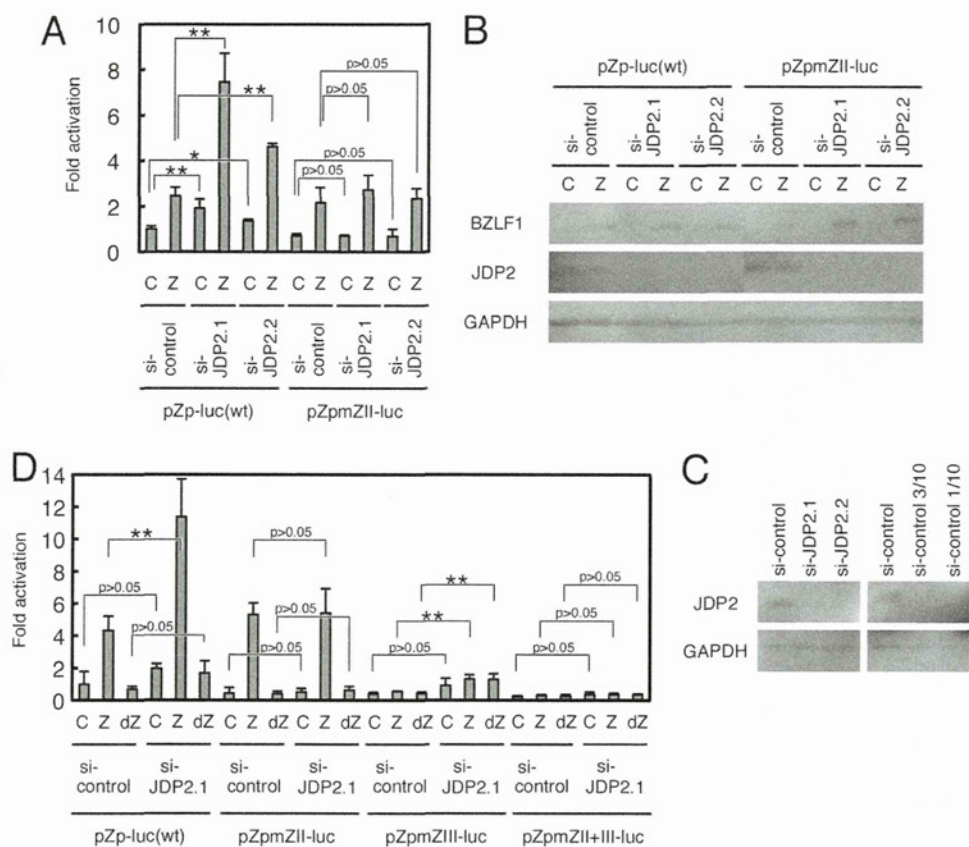 A
10
8
6
4
2
0
Fold activation
**
**
*
**
p>0.05
p>0.05
p>0.05
p>0.05
C Z C Z C Z C Z C Z C Z
si-control
si-JDP2.1
si-JDP2.2
si-control
si-JDP2.1
si-JDP2.2
pZp-luc(wt)
pZpmZII-luc
B
pZp-luc(wt)
pZpmZII-luc
si-control
si-JDP2.1
si-JDP2.2
si-control
si-JDP2.1
si-JDP2.2
C Z C Z C Z C Z C Z C Z
BZLF1
JDP2
GAPDH
D
14
12
10
8
6
4
2
0
Fold activation
**
p>0.05
p>0.05
p>0.05
p>0.05
p>0.05
**
**
p>0.05
p>0.05
p>0.05
p>0.05
C Z dZ C Z dZ C Z dZ C Z dZ C Z dZ C Z dZ C Z dZ C Z dZ
si-control
si-JDP2.1
si-control
si-JDP2.1
si-control
si-JDP2.1
si-control
si-JDP2.1
pZp-luc(wt)
pZpmZII-luc
pZpmZIII-luc
pZpmZII+III-luc
C
si-control
si-JDP2.1
si-JDP2.2
si-control
si-control 3/10
si-control 1/10
JDP2
GAPDH